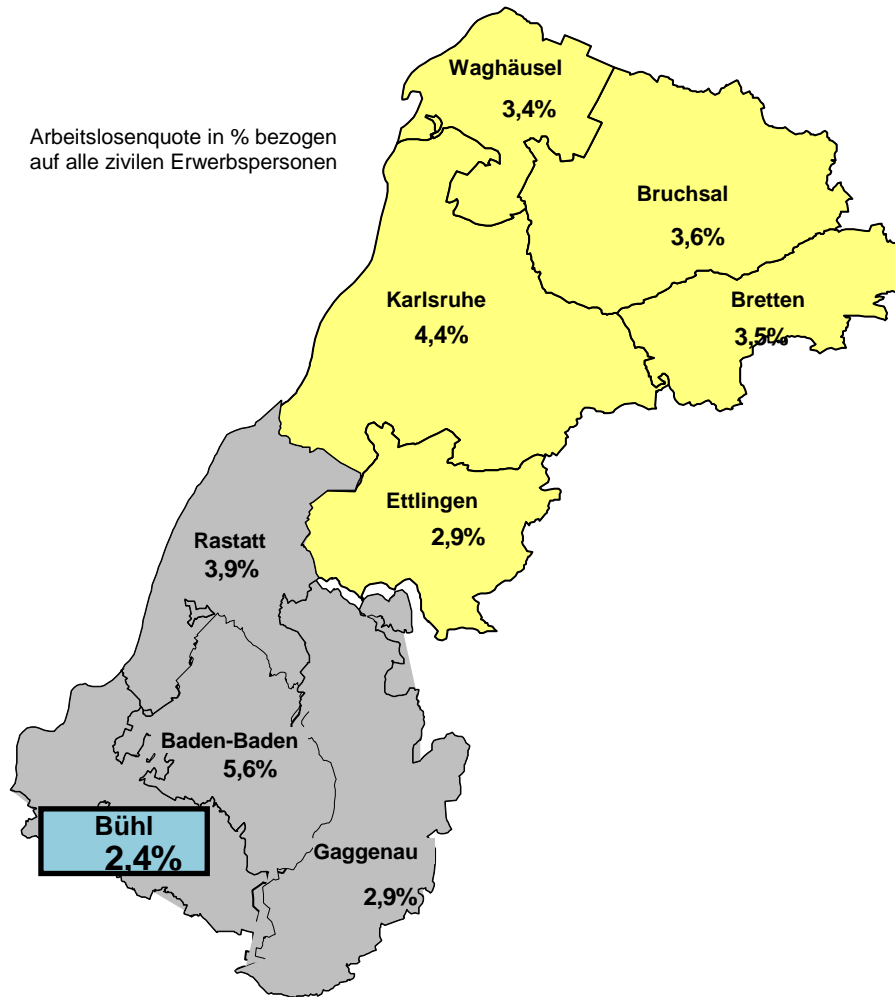 Waghäusel
3,4%
Arbeitslosenquote in % bezogen
auf alle zivilen Erwerbspersonen
Bruchsal
3,6%
Karlsruhe
4,4%
Bretten
3,5%
Ettlingen
2,9%
Rastatt
3,9%
Baden-Baden
5,6%
Bühl
2,4%
Gaggenau
2,9%